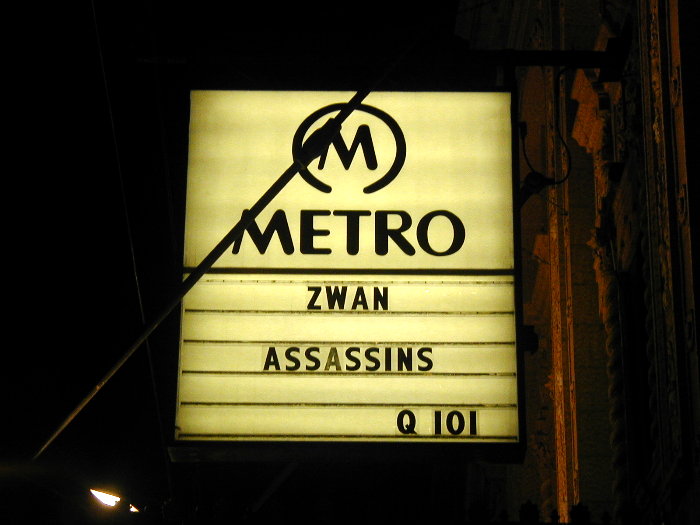 M
METRO
ZWAN
ASSASSINS
Q 101